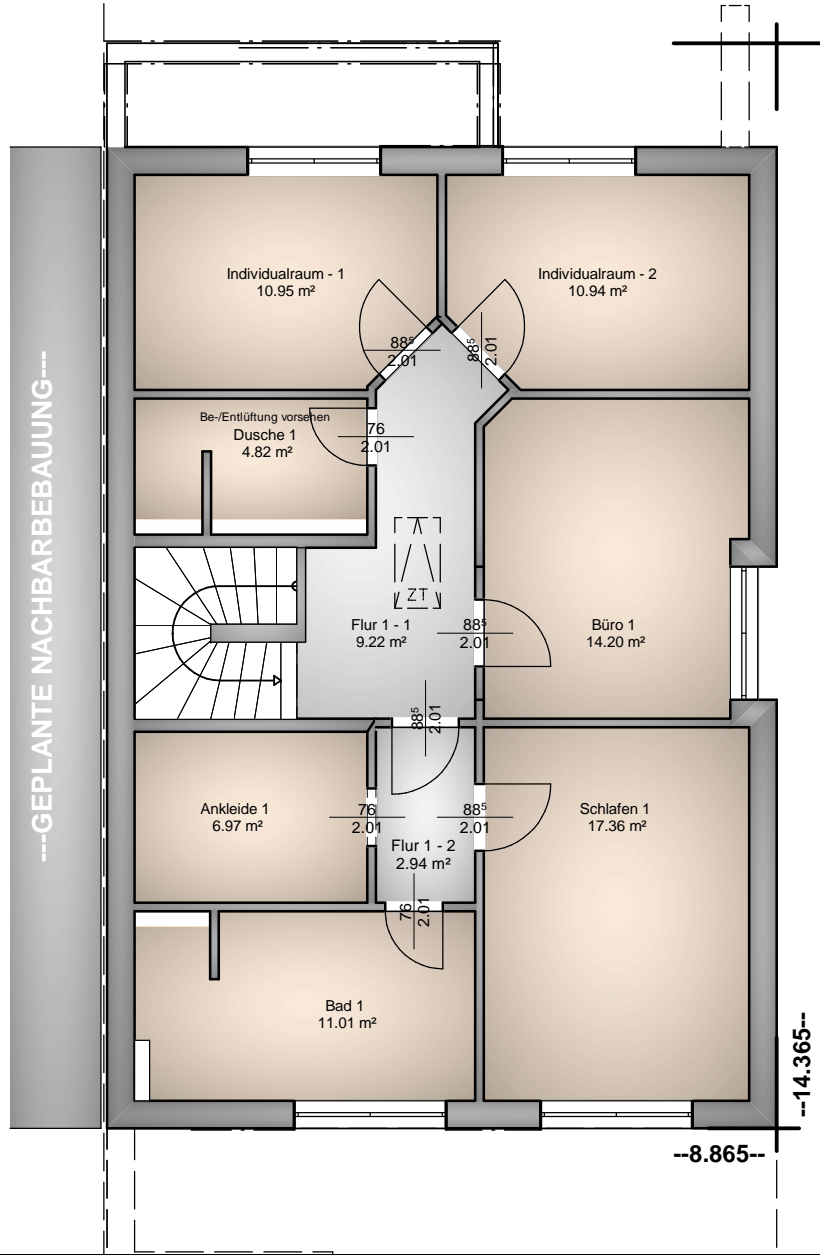 ---GEPLANTE NACHBARBEBAUUNG---
Individualraum - 1
10.95 m²
Individualraum - 2
10.94 m²
88⁵
2.01
88⁵
2.01
Be-/Entlüftung vorsehen
Dusche 1
4.82 m²
76
2.01
ZT
Flur 1 - 1
9.22 m²
88⁵
2.01
Büro 1
14.20 m²
88⁵
2.01
Ankleide 1
6.97 m²
76
2.01
88⁵
2.01
Schlafen 1
17.36 m²
Flur 1 - 2
2.94 m²
76
2.01
Bad 1
11.01 m²
--14.365--
--8.865--